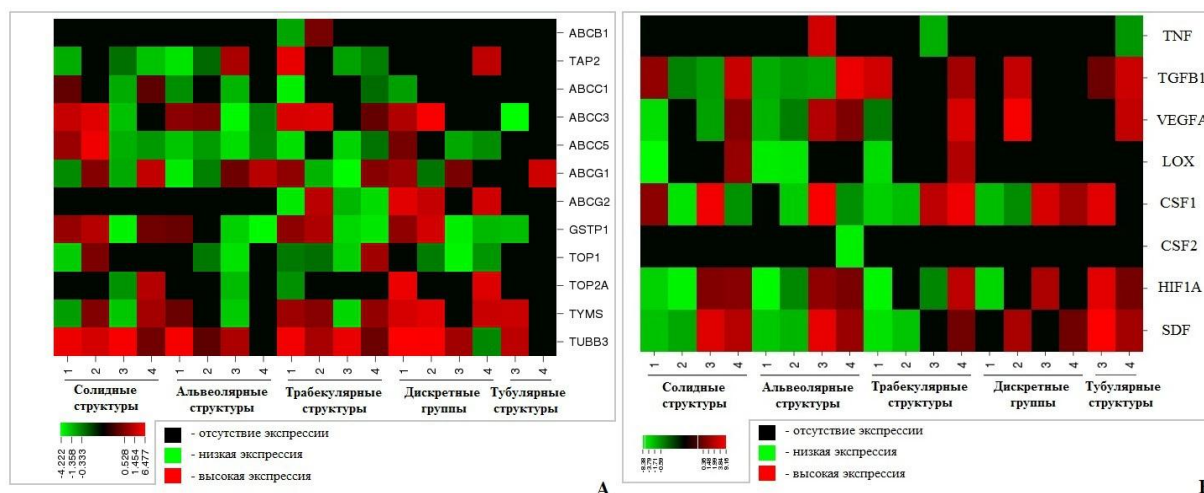 ABCB1
TAP2
ABCC1
ABCC3
ABCC5
ABCG1
ABCG2
GSTP1
TOP1
TOP2A
TYMS
TUBB3
1 2 3 4 1 2 3 4 1 2 3 4 1 2 3 4 3 4
Солидные структуры
Альвеолярные структуры
Трабекулярные структуры
Дискретные группы
Тубулярные структуры
-4.222 -1.358 -0.333 0.528 1.454 6.477
- отсутствие экспрессии
- низкая экспрессия
- высокая экспрессия
А
TNF
TGFB1
VEGFA
LOX
CSF1
CSF2
HIF1A
SDF
1 2 3 4 1 2 3 4 1 2 3 4 1 2 3 4 3 4
Солидные структуры
Альвеолярные структуры
Трабекулярные структуры
Дискретные группы
Тубулярные структуры
- отсутствие экспрессии
- низкая экспрессия
- высокая экспрессия